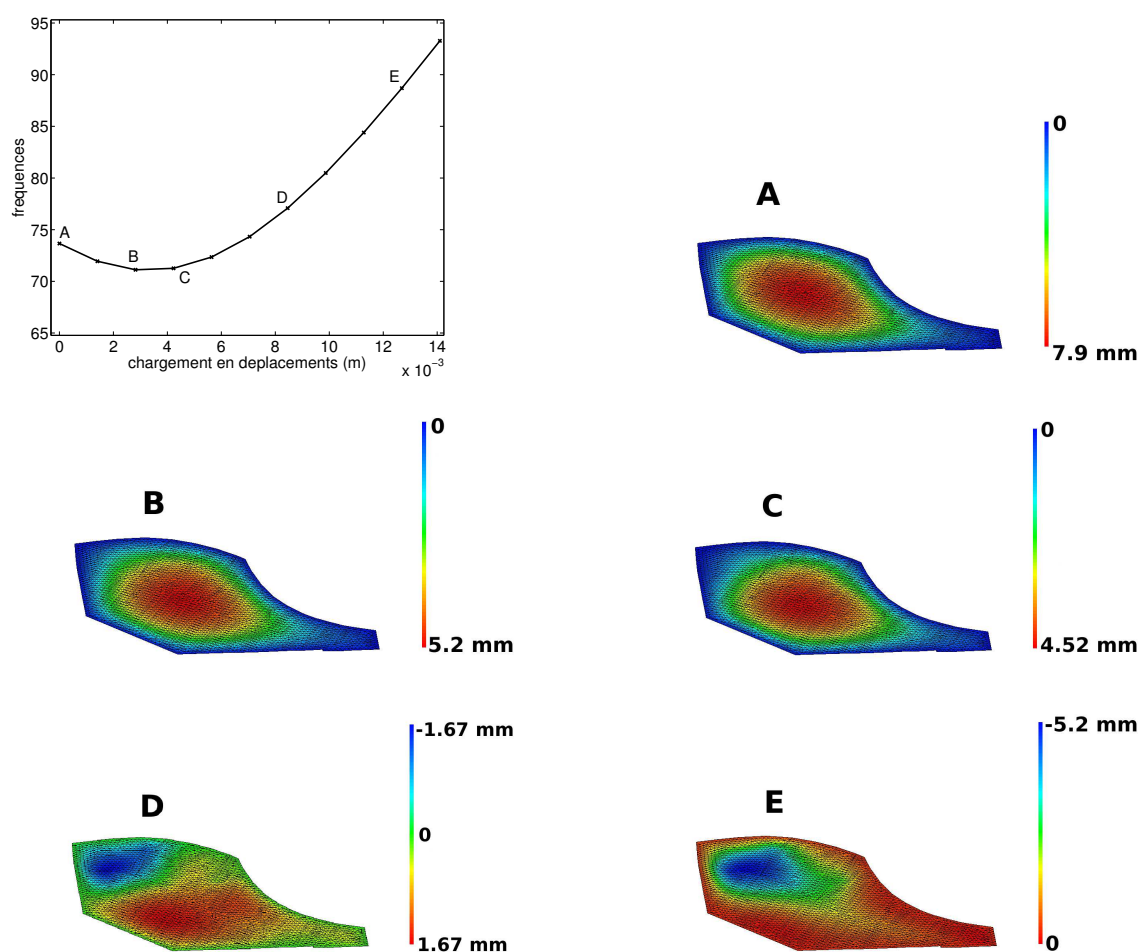 95
90
85
80
75
70
65
frequences
A
B
C
D
E
0 2 4 6 8 10 12 14
chargement en deplacements (m)
x 10⁻³
A
0
7.9 mm
B
0
5.2 mm
C
0
4.52 mm
D
-1.67 mm
0
1.67 mm
E
-5.2 mm
0